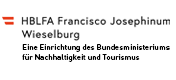 HBLFA Francisco Josephinum
Wieselburg
Eine Einrichtung des Bundesministeriums
für Nachhaltigkeit und Tourismus